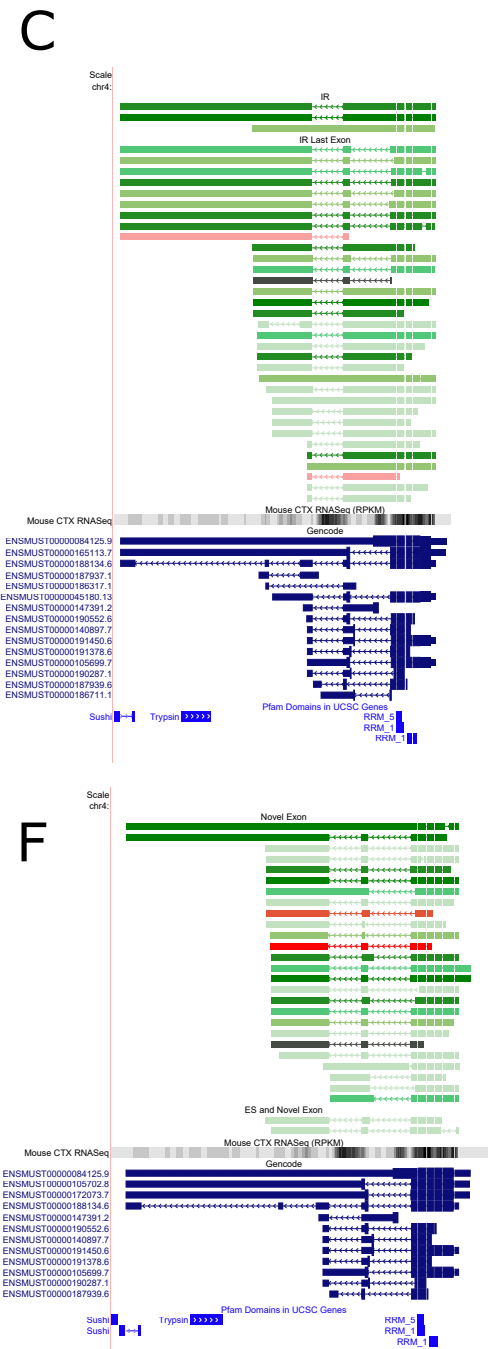 C
Scale
chr4:
IR
IR Last Exon
Mouse CTX RNASeq (RPKM)
Mouse CTX RNASeq
Gencode
ENSMUST00000084125.9
ENSMUST00000165113.7
ENSMUST00000188134.6
ENSMUST00000187937.1
ENSMUST00000186317.1
ENSMUST00000045180.13
ENSMUST00000147391.2
ENSMUST00000190552.6
ENSMUST00000140897.7
ENSMUST00000191450.6
ENSMUST00000191378.6
ENSMUST00000105699.7
ENSMUST00000190287.1
ENSMUST00000187939.6
ENSMUST00000186711.1
Pfam Domains in UCSC Genes
Sushi Trypsin RRM_5
RRM_1
RRM_1
F
Scale
chr4:
Novel Exon
ES and Novel Exon
Mouse CTX RNASeq (RPKM)
Mouse CTX RNASeq
Gencode
ENSMUST00000084125.9
ENSMUST00000105702.8
ENSMUST00000172073.7
ENSMUST00000188134.6
ENSMUST00000147391.2
ENSMUST00000190552.6
ENSMUST00000140897.7
ENSMUST00000191450.6
ENSMUST00000191378.6
ENSMUST00000105699.7
ENSMUST00000190287.1
ENSMUST00000187939.6
Pfam Domains in UCSC Genes
Sushi Trypsin RRM_5
Sushi RRM_1
RRM_1